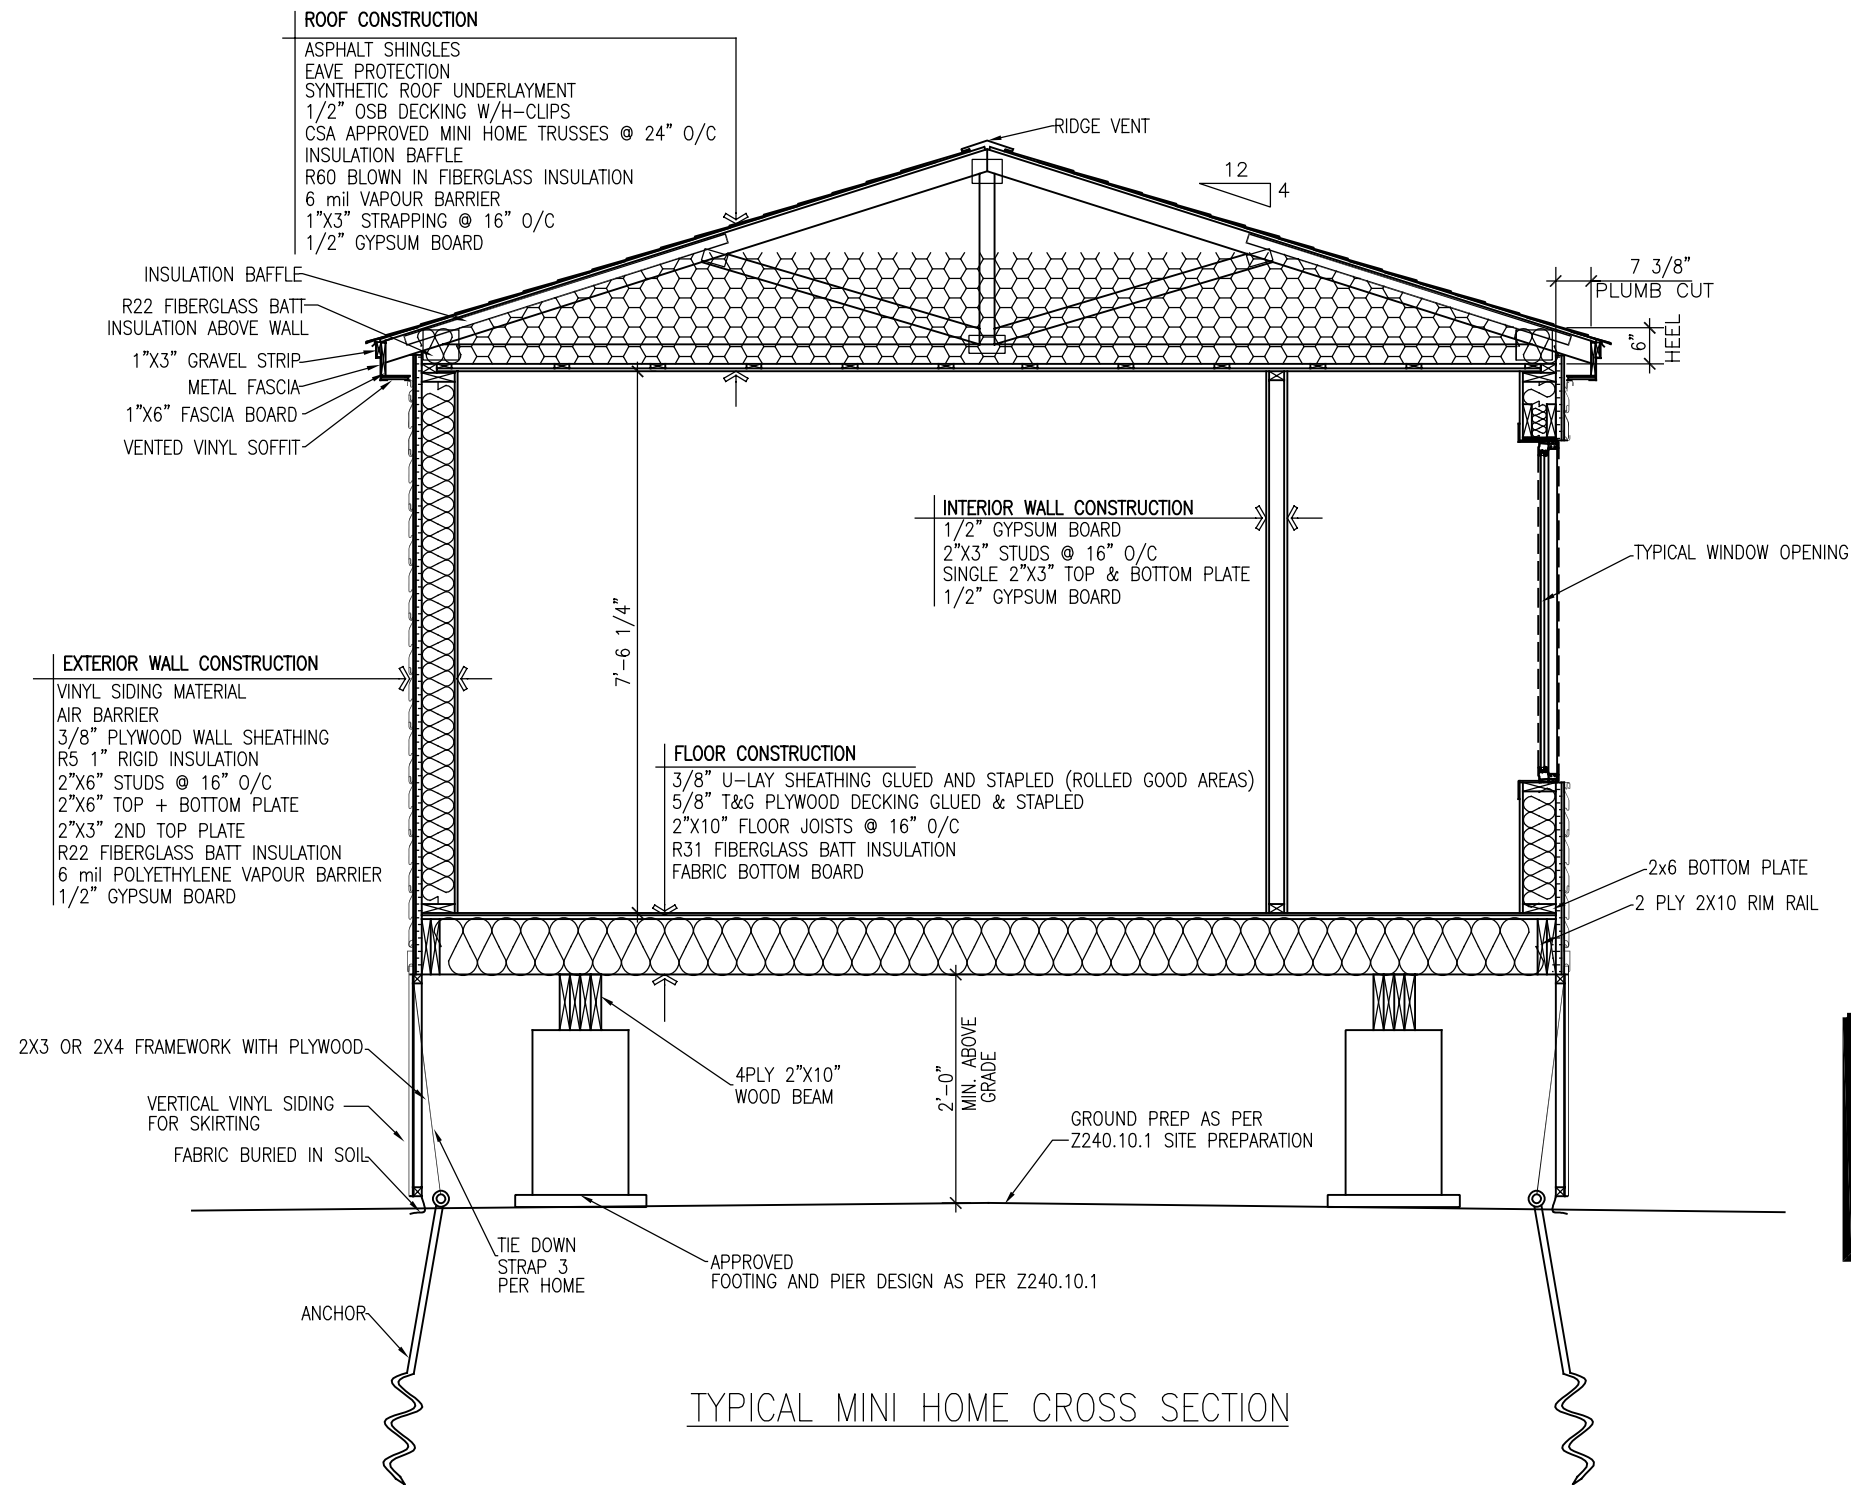 ROOF CONSTRUCTION
ASPHALT SHINGLES
EAVE PROTECTION
SYNTHETIC ROOF UNDERLAYMENT
1/2" OSB DECKING W/H-CLIPS
CSA APPROVED MINI HOME TRUSSES @ 24" O/C
INSULATION BAFFLE
R60 BLOWN IN FIBERGLASS INSULATION
6 mil VAPOUR BARRIER
1"X3" STRAPPING @ 16" O/C
1/2" GYPSUM BOARD
RIDGE VENT
12
4
INSULATION BAFFLE
R22 FIBERGLASS BATT
INSULATION ABOVE WALL
1"X3" GRAVEL STRIP
METAL FASCIA
1"X6" FASCIA BOARD
VENTED VINYL SOFFIT
7 3/8"
PLUMB CUT
6"
HEEL
INTERIOR WALL CONSTRUCTION
1/2" GYPSUM BOARD
2"X3" STUDS @ 16" O/C
SINGLE 2"X3" TOP & BOTTOM PLATE
1/2" GYPSUM BOARD
TYPICAL WINDOW OPENING
7'-6 1/4"
EXTERIOR WALL CONSTRUCTION
VINYL SIDING MATERIAL
AIR BARRIER
3/8" PLYWOOD WALL SHEATHING
R5 1" RIGID INSULATION
2"X6" STUDS @ 16" O/C
2"X6" TOP + BOTTOM PLATE
2"X3" 2ND TOP PLATE
R22 FIBERGLASS BATT INSULATION
6 mil POLYETHYLENE VAPOUR BARRIER
1/2" GYPSUM BOARD
FLOOR CONSTRUCTION
3/8" U-LAY SHEATHING GLUED AND STAPLED (ROLLED GOOD AREAS)
5/8" T&G PLYWOOD DECKING GLUED & STAPLED
2"X10" FLOOR JOISTS @ 16" O/C
R31 FIBERGLASS BATT INSULATION
FABRIC BOTTOM BOARD
2x6 BOTTOM PLATE
2 PLY 2X10 RIM RAIL
2X3 OR 2X4 FRAMEWORK WITH PLYWOOD
VERTICAL VINYL SIDING
FOR SKIRTING
FABRIC BURIED IN SOIL
4PLY 2"X10"
WOOD BEAM
2'-0"
MIN. ABOVE
GRADE
GROUND PREP AS PER
Z240.10.1 SITE PREPARATION
TIE DOWN
STRAP 3
PER HOME
APPROVED
FOOTING AND PIER DESIGN AS PER Z240.10.1
ANCHOR
TYPICAL MINI HOME CROSS SECTION